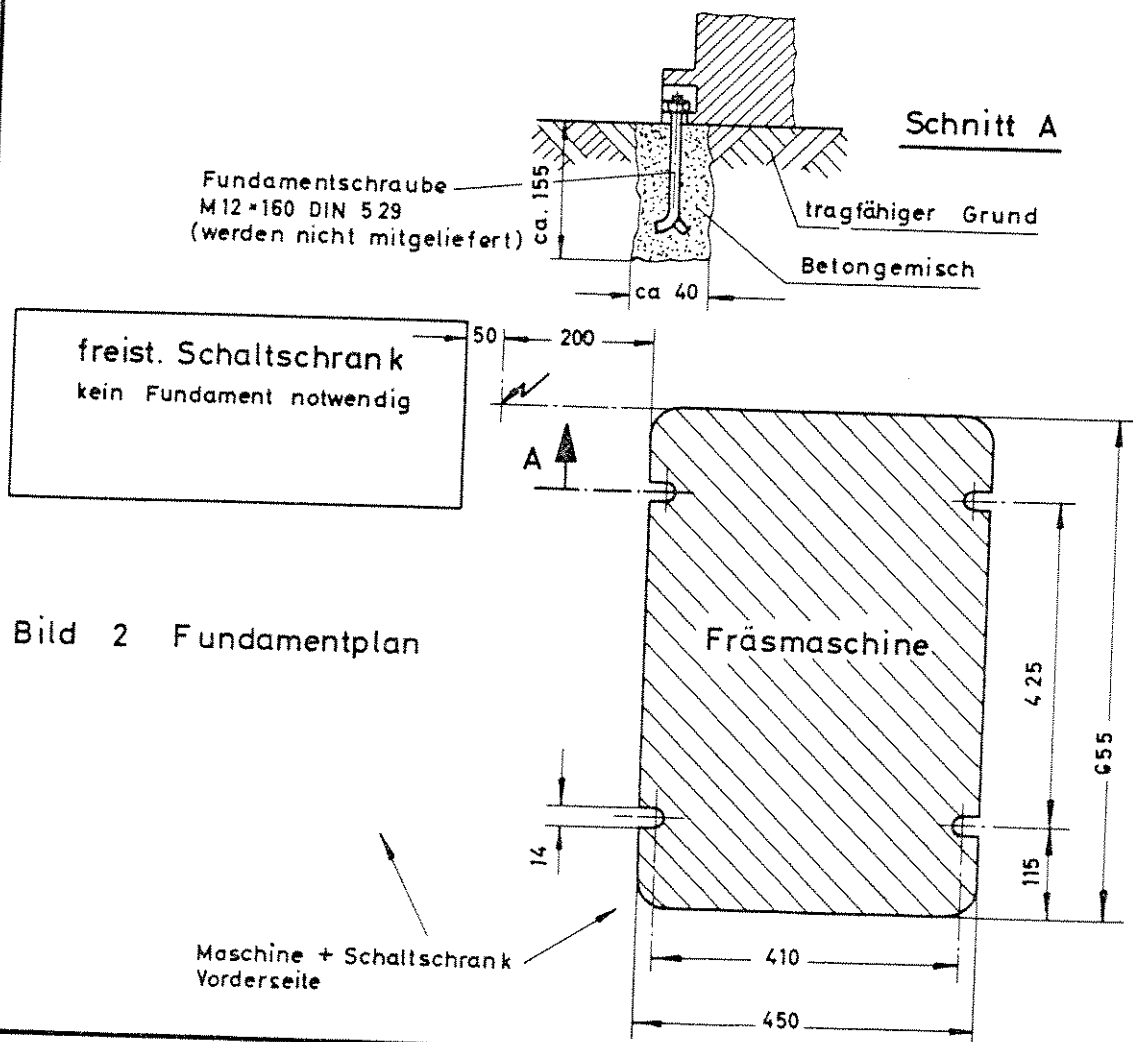 Schnitt A
Fundamentschraube
M12×160 DIN 529
(werden nicht mitgeliefert)
ca. 155
tragfähiger Grund
Betongemisch
ca 40
freist. Schaltschrank
kein Fundament notwendig
50
200
A
Bild 2 Fundamentplan
Fräsmaschine
425
655
14
115
Maschine + Schaltschrank
Vorderseite
410
450